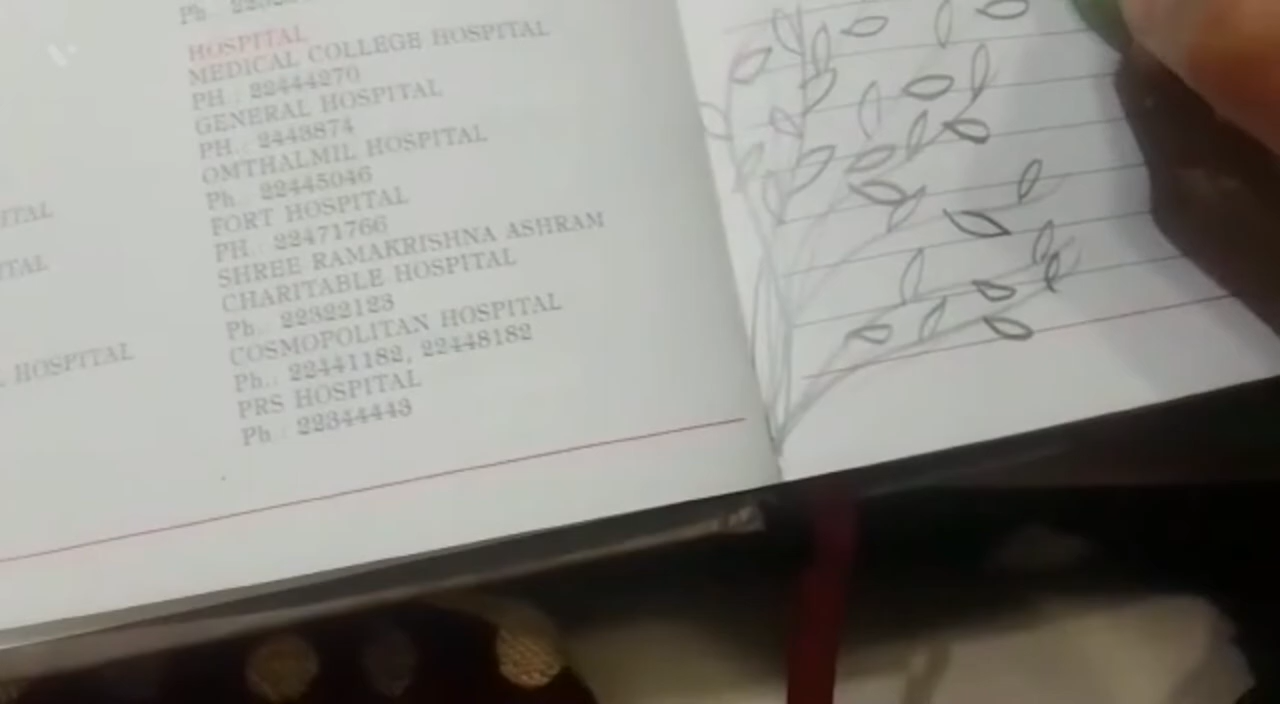 HOSPITAL
MEDICAL COLLEGE HOSPITAL
PH.: 22444270
GENERAL HOSPITAL
PH.: 2443874
OMTHALMIL HOSPITAL
Ph.: 22445046
FORT HOSPITAL
PH.: 22471766
SHREE RAMAKRISHNA ASHRAM
CHARITABLE HOSPITAL
Ph.: 22322123
COSMOPOLITAN HOSPITAL
Ph.: 22441182, 22448182
HOSPITAL
PRS HOSPITAL
Ph : 22344443